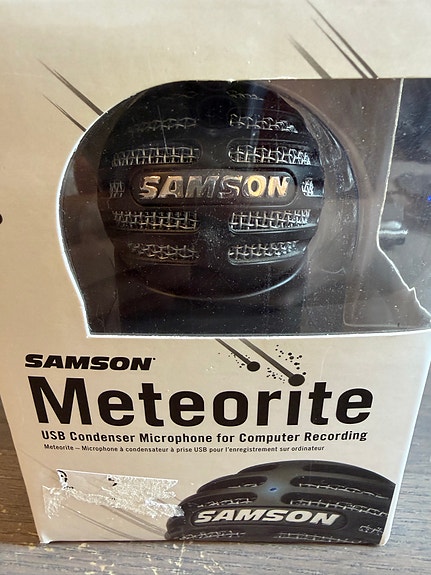 SAMSON
SAMSON
Meteorite
USB Condenser Microphone for Computer Recording
Meteorite – Microphone à condensateur à prise USB pour l'enregistrement sur ordinateur
SAMSON